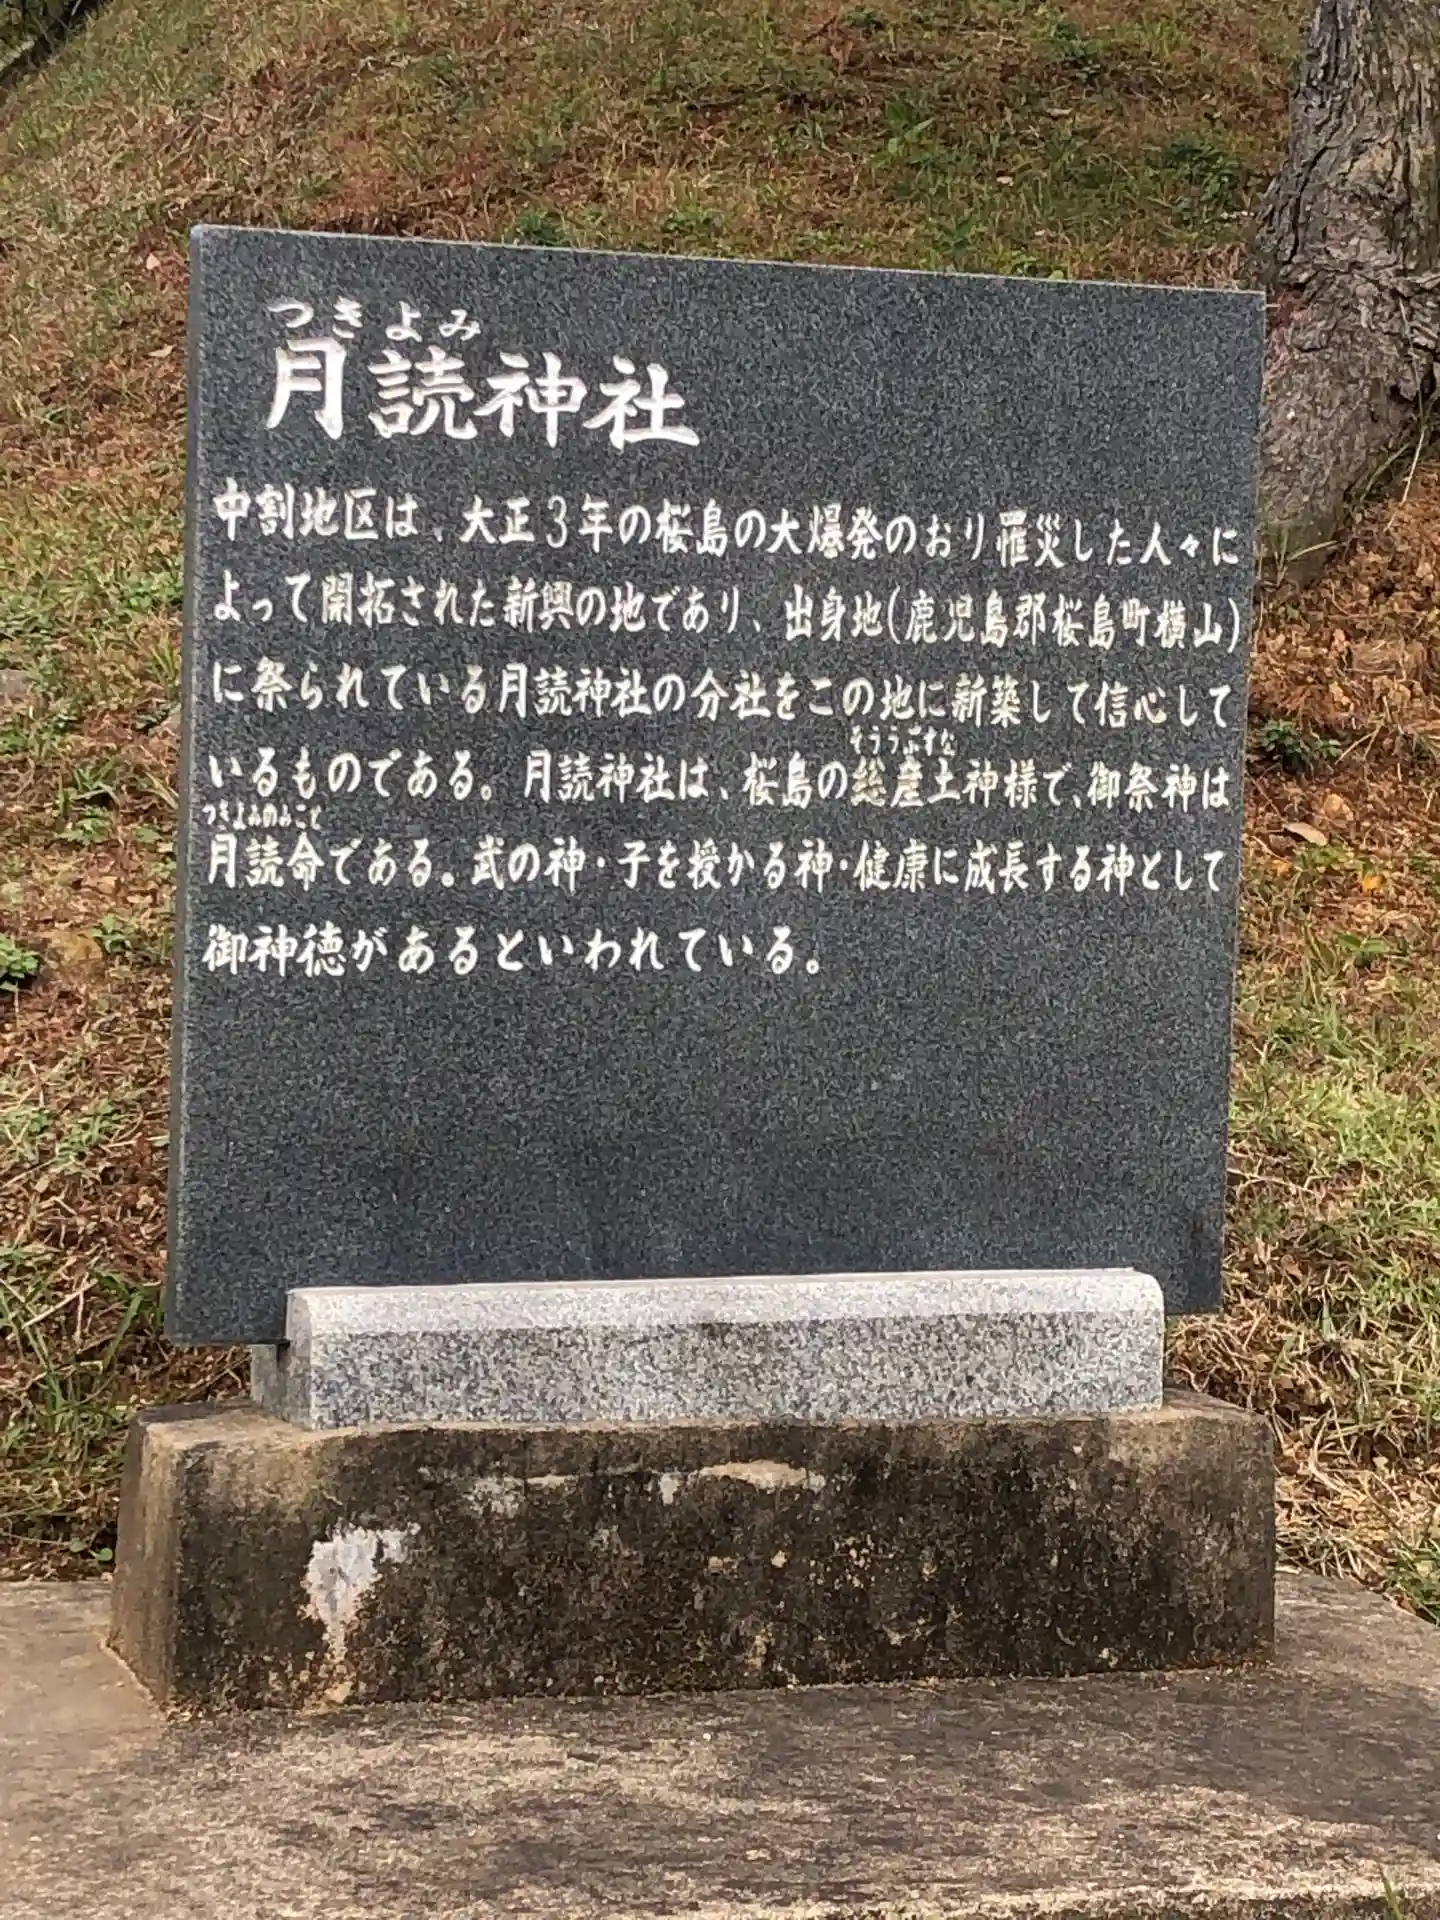 つきよみ
月読神社
中割地区は、大正3年の桜島の大爆発のおり罹災した人々に
よって開拓された新興の地であり、出身地(鹿児島郡桜島町横山)
に祭られている月読神社の分社をこの地に新築して信心して
そううぶすな
いるものである。月読神社は、桜島の総産土神様で、御祭神は
つきよみのみこと
月読命である。武の神・子を授かる神・健康に成長する神として
御神徳があるといわれている。